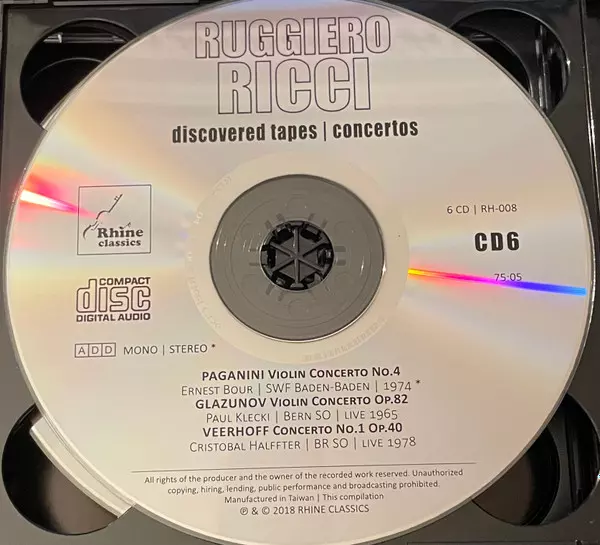 RUGGIERO
RICCI
discovered tapes | concertos
Rhine
classics
6 CD | RH-008
CD6
75:05
COMPACT
disc
DIGITAL AUDIO
ADD MONO | STEREO *
PAGANINI VIOLIN CONCERTO NO.4
ERNEST BOUR | SWF BADEN-BADEN | 1974 *
GLAZUNOV VIOLIN CONCERTO OP.82
PAUL KLECKI | BERN SO | LIVE 1965
VEERHOFF CONCERTO NO.1 OP.40
CRISTOBAL HALFFTER | BR SO | LIVE 1978
All rights of the producer and the owner of the recorded work reserved. Unauthorized
copying, hiring, lending, public performance and broadcasting prohibited.
Manufactured in Taiwan | This compilation
℗ & © 2018 RHINE CLASSICS